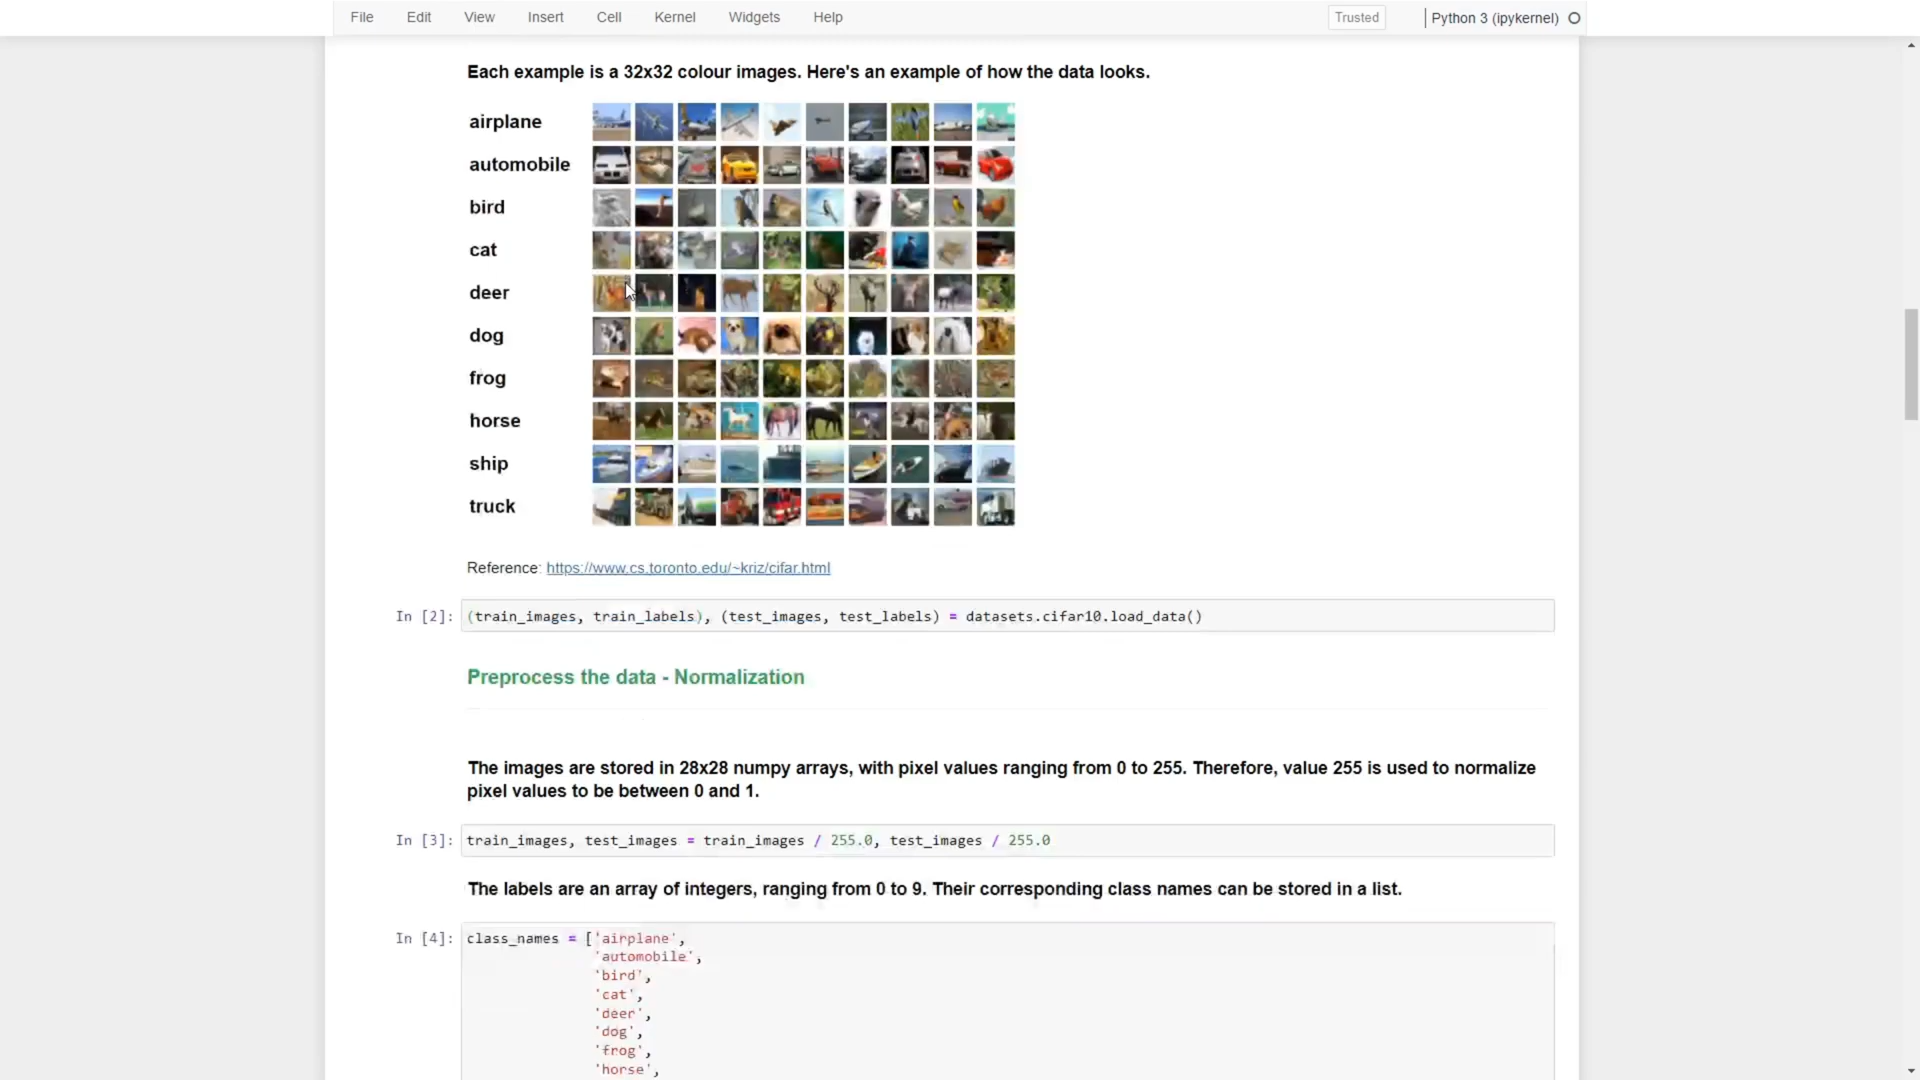 File Edit View Insert Cell Kernel Widgets Help Trusted Python 3 (ipykernel)
Each example is a 32x32 colour images. Here's an example of how the data looks.
airplane
automobile
bird
cat
deer
dog
frog
horse
ship
truck
Reference: https://www.cs.toronto.edu/~kriz/cifar.html
In [2]: (train_images, train_labels), (test_images, test_labels) = datasets.cifar10.load_data()
Preprocess the data - Normalization
The images are stored in 28x28 numpy arrays, with pixel values ranging from 0 to 255. Therefore, value 255 is used to normalize
pixel values to be between 0 and 1.
In [3]: train_images, test_images = train_images / 255.0, test_images / 255.0
The labels are an array of integers, ranging from 0 to 9. Their corresponding class names can be stored in a list.
In [4]: class_names = ['airplane',
'automobile',
'bird',
'cat',
'deer',
'dog',
'frog',
'horse',